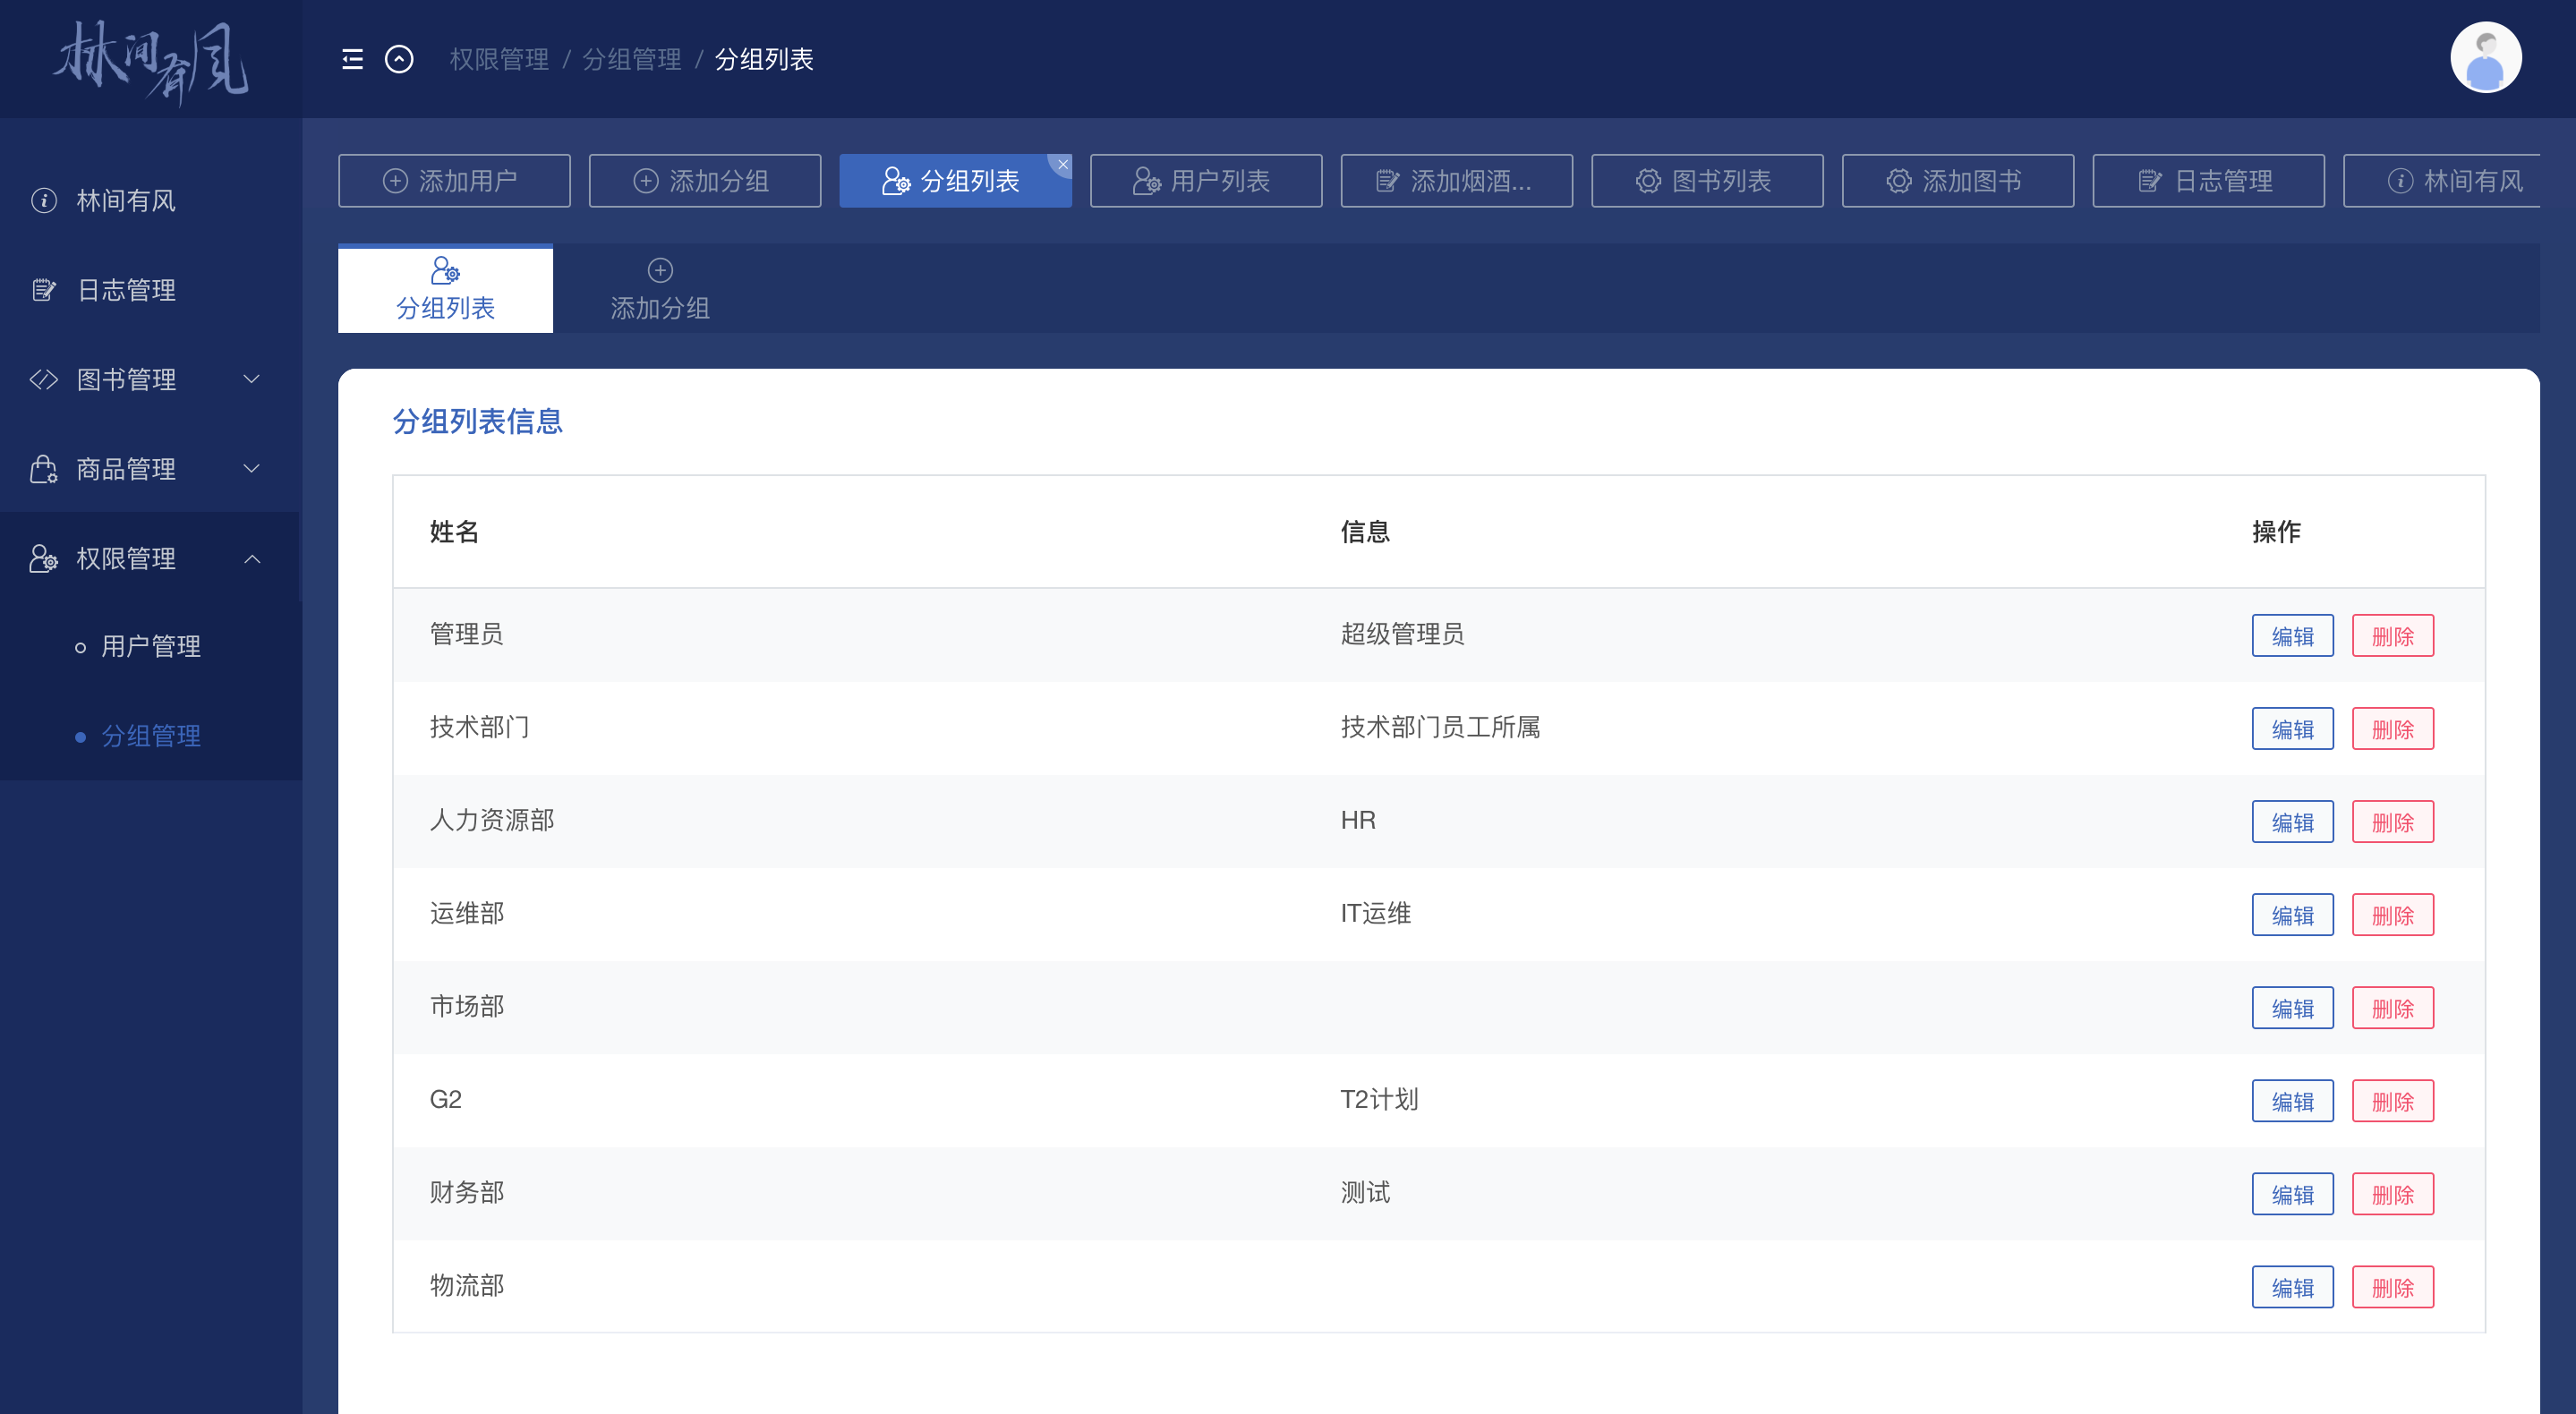 林间有风
权限管理 / 分组管理 / 分组列表
林间有风
日志管理
图书管理
商品管理
权限管理
用户管理
分组管理
添加用户 添加分组 分组列表 用户列表 添加烟酒... 图书列表 添加图书 日志管理 林间有风
分组列表 添加分组
分组列表信息
姓名 信息 操作
管理员 超级管理员 编辑 删除
技术部门 技术部门员工所属 编辑 删除
人力资源部 HR 编辑 删除
运维部 IT运维 编辑 删除
市场部 编辑 删除
G2 T2计划 编辑 删除
财务部 测试 编辑 删除
物流部 编辑 删除